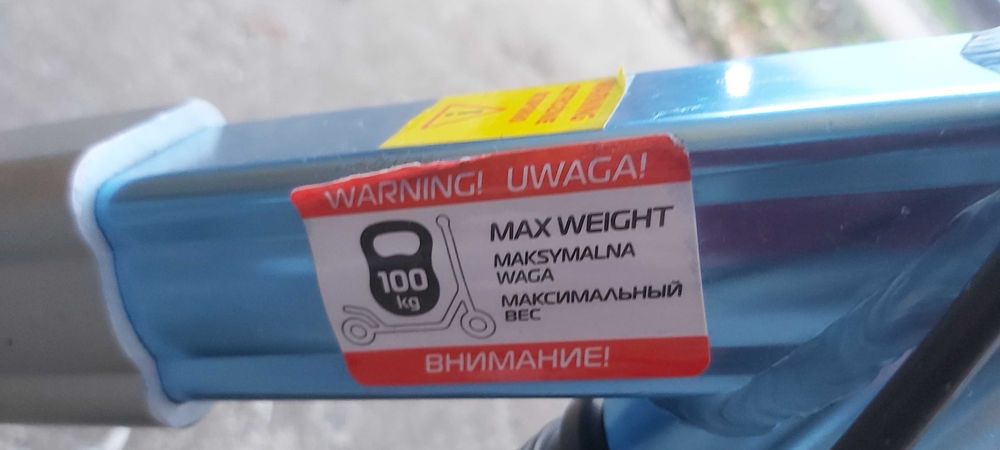 WARNING! UWAGA!
100
kg
MAX WEIGHT
MAKSYMALNA
WAGA
МАКСИМАЛЬНЫЙ
ВЕС
ВНИМАНИЕ!